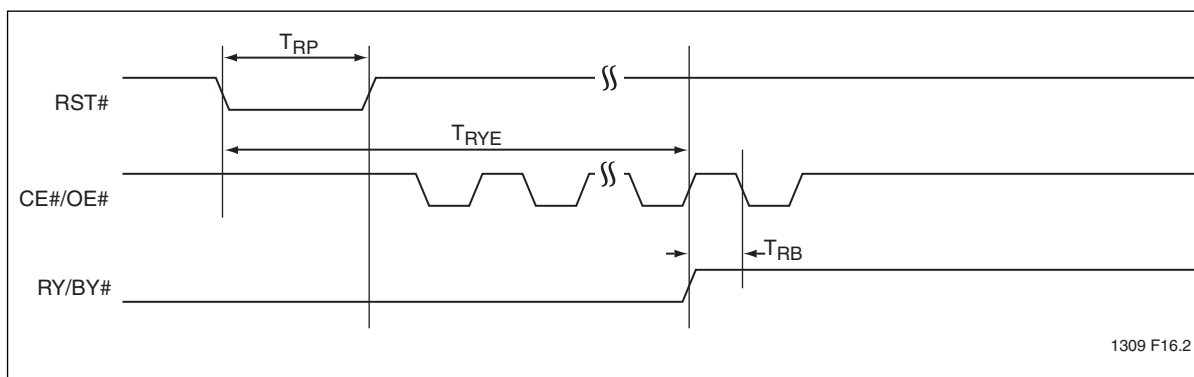 TRP
RST#
TRYE
CE#/OE#
TRB
RY/BY#
1309 F16.2